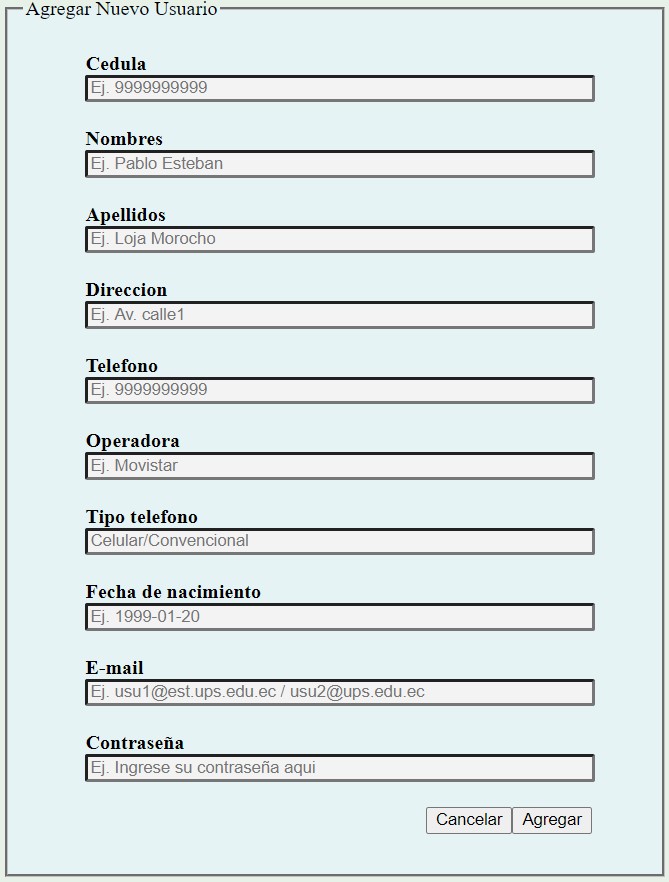 Agregar Nuevo Usuario
Cedula
Ej. 9999999999
Nombres
Ej. Pablo Esteban
Apellidos
Ej. Loja Morocho
Direccion
Ej. Av. calle1
Telefono
Ej. 9999999999
Operadora
Ej. Movistar
Tipo telefono
Celular/Convencional
Fecha de nacimiento
Ej. 1999-01-20
E-mail
Ej. usu1@est.ups.edu.ec / usu2@ups.edu.ec
Contraseña
Ej. Ingrese su contraseña aqui
Cancelar Agregar